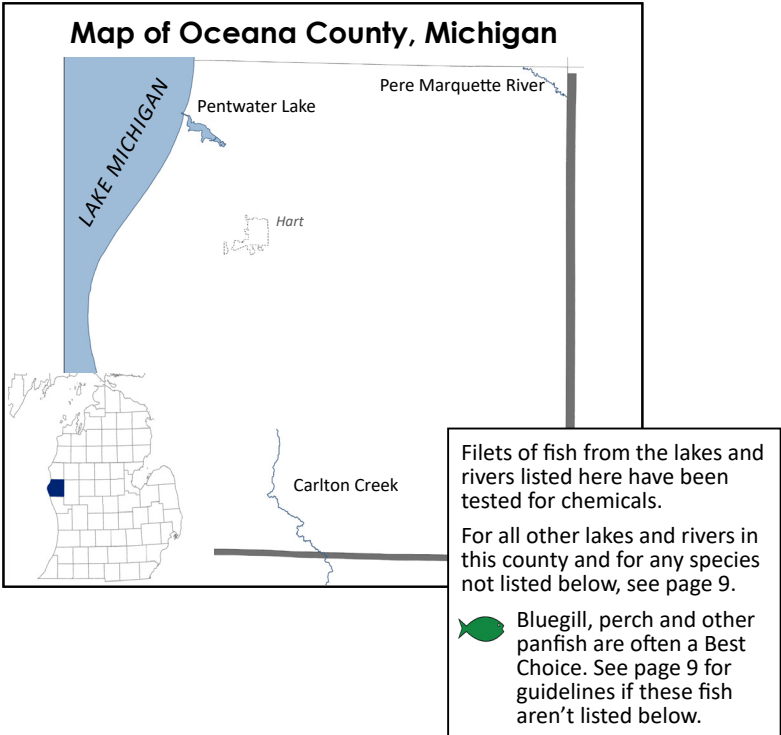 Map of Oceana County, Michigan
Pere Marquette River
Pentwater Lake
LAKE MICHIGAN
Hart
Carlton Creek
Filets of fish from the lakes and
rivers listed here have been
tested for chemicals.
For all other lakes and rivers in
this county and for any species
not listed below, see page 9.
Bluegill, perch and other
panfish are often a Best
Choice. See page 9 for
guidelines if these fish
aren’t listed below.